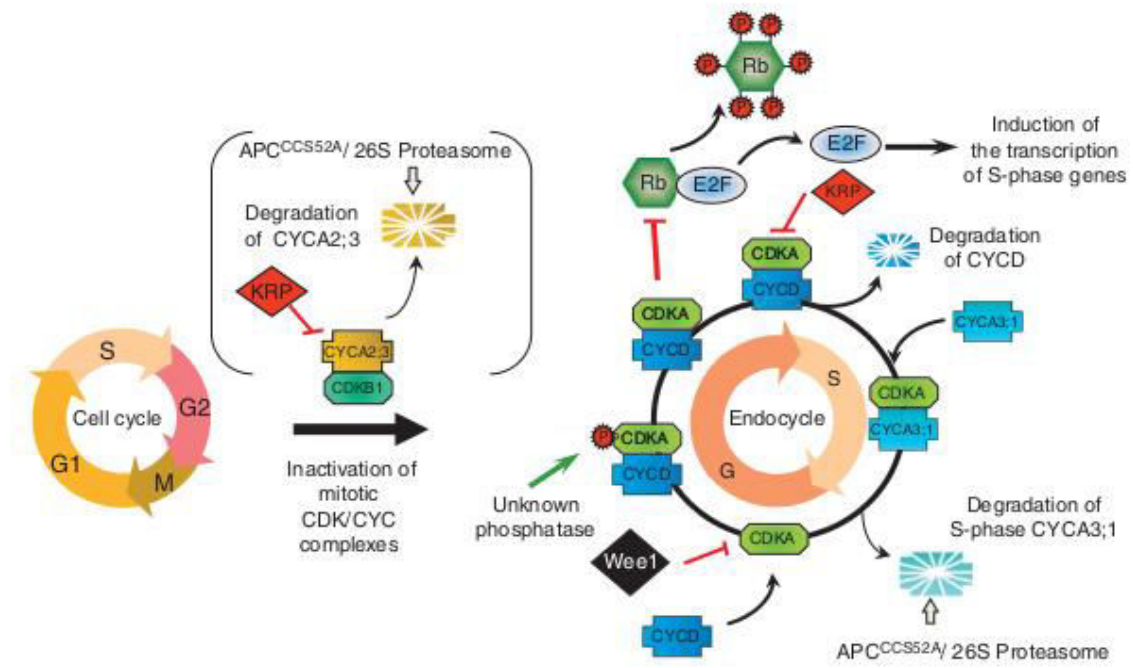 APCCCS52A/ 26S Proteasome
Degradation
of CYCA2;3
KRP
CYCA2;3
CDKB1
S
G2
M
G1
Cell cycle
Inactivation of
mitotic
CDK/CYC
complexes
P
P
P
P
P
P
Rb
Rb
E2F
E2F
Induction of
the transcription
of S-phase genes
KRP
CDKA
CYCD
Degradation
of CYCD
CDKA
CYCD
CYCA3;1
CDKA
CYCA3;1
S
Endocycle
G
P
CDKA
CYCD
Unknown
phosphatase
CDKA
Wee1
CYCD
Degradation of
S-phase CYCA3;1
APCCCS52A/ 26S Proteasome